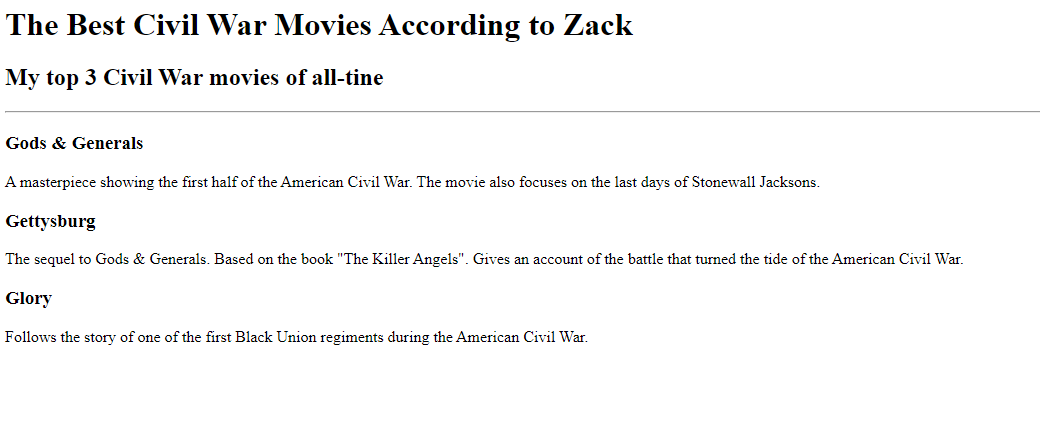 The Best Civil War Movies According to Zack
My top 3 Civil War movies of all-tine
Gods & Generals
A masterpiece showing the first half of the American Civil War. The movie also focuses on the last days of Stonewall Jacksons.
Gettysburg
The sequel to Gods & Generals. Based on the book "The Killer Angels". Gives an account of the battle that turned the tide of the American Civil War.
Glory
Follows the story of one of the first Black Union regiments during the American Civil War.